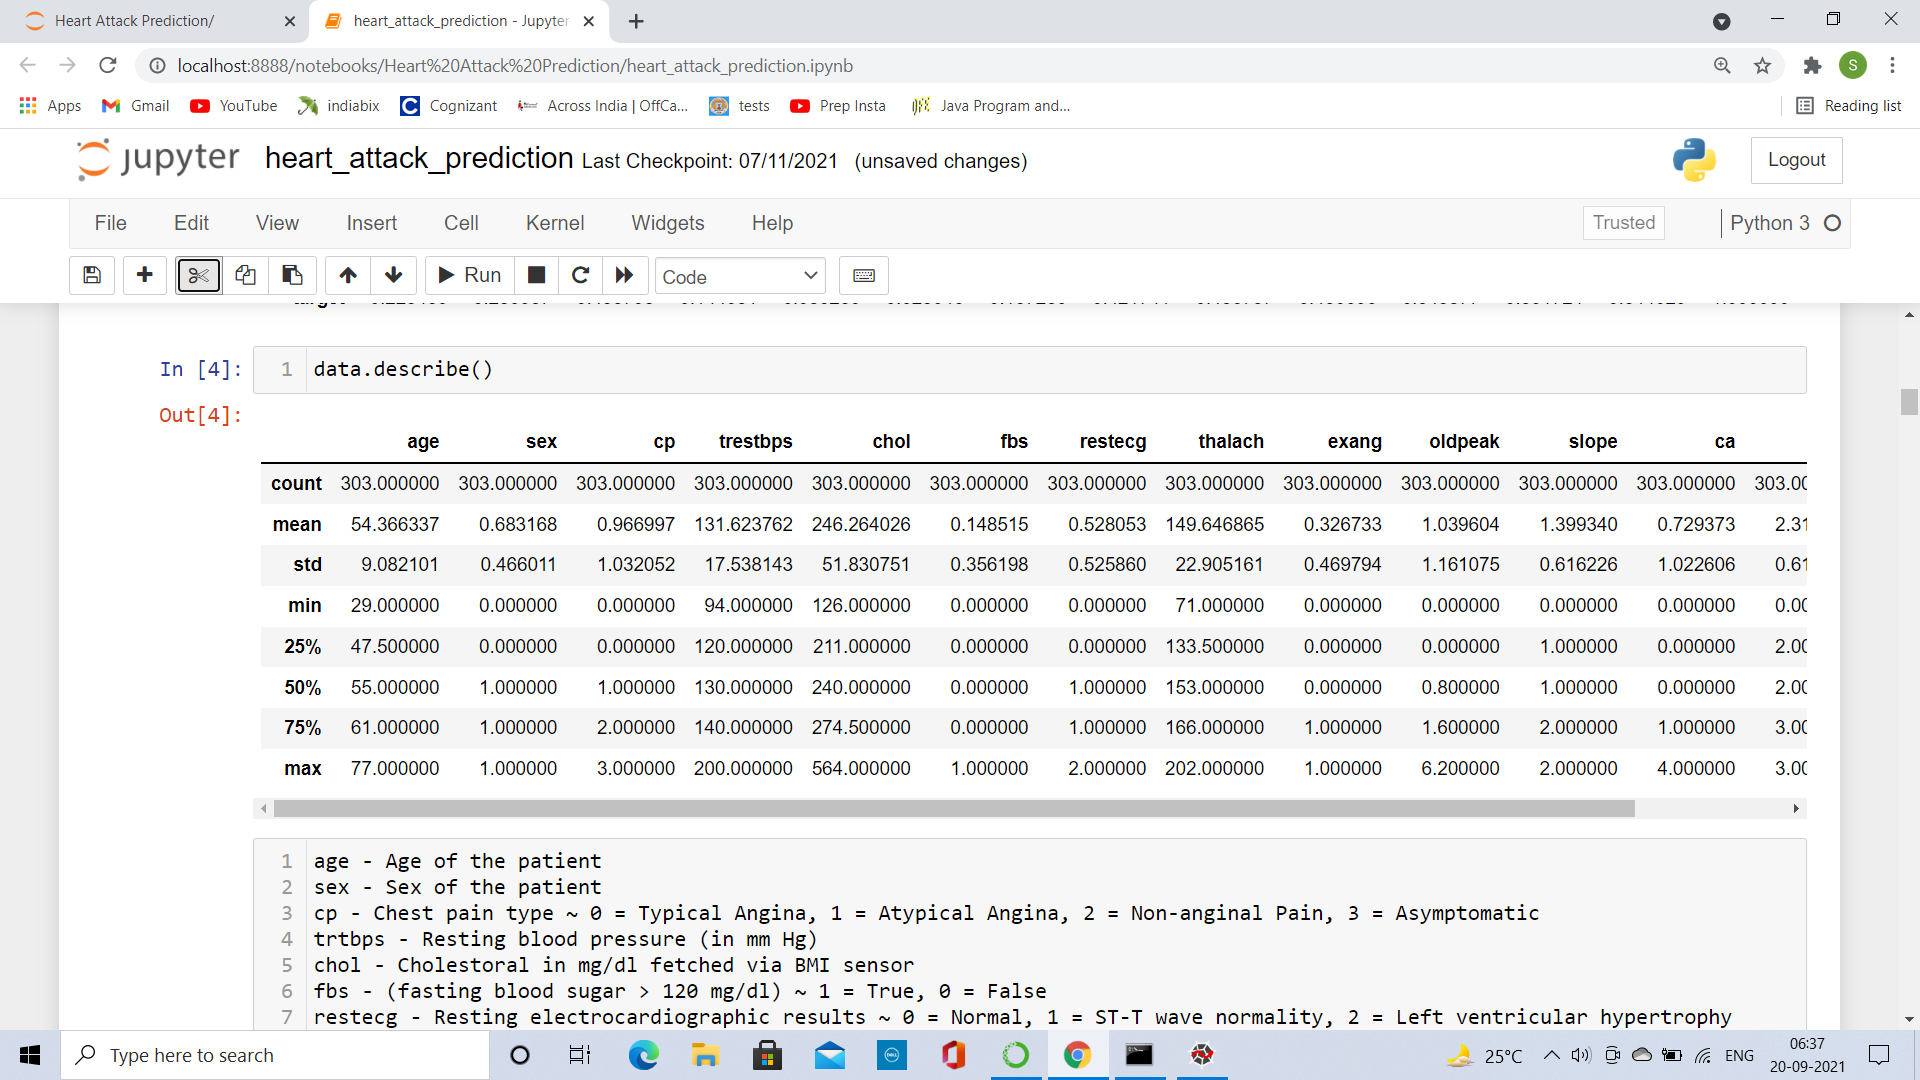 Heart Attack Prediction/
heart_attack_prediction - Jupyter
localhost:8888/notebooks/Heart%20Attack%20Prediction/heart_attack_prediction.ipynb
S
Apps Gmail YouTube indiabix Cognizant Across India | OffCa... tests Prep Insta Java Program and... Reading list
jupyter heart_attack_prediction Last Checkpoint: 07/11/2021 (unsaved changes) Logout
File Edit View Insert Cell Kernel Widgets Help Trusted Python 3
Run Code
In [4]: 1 data.describe()
Out[4]:
age sex cp trestbps chol fbs restecg thalach exang oldpeak slope ca
count 303.000000 303.000000 303.000000 303.000000 303.000000 303.000000 303.000000 303.000000 303.000000 303.000000 303.000000 303.000000 303.00
mean 54.366337 0.683168 0.966997 131.623762 246.264026 0.148515 0.528053 149.646865 0.326733 1.039604 1.399340 0.729373 2.31
std 9.082101 0.466011 1.032052 17.538143 51.830751 0.356198 0.525860 22.905161 0.469794 1.161075 0.616226 1.022606 0.61
min 29.000000 0.000000 0.000000 94.000000 126.000000 0.000000 0.000000 71.000000 0.000000 0.000000 0.000000 0.000000 0.00
25% 47.500000 0.000000 0.000000 120.000000 211.000000 0.000000 0.000000 133.500000 0.000000 0.000000 1.000000 0.000000 2.00
50% 55.000000 1.000000 1.000000 130.000000 240.000000 0.000000 1.000000 153.000000 0.000000 0.800000 1.000000 0.000000 2.00
75% 61.000000 1.000000 2.000000 140.000000 274.500000 0.000000 1.000000 166.000000 1.000000 1.600000 2.000000 1.000000 3.00
max 77.000000 1.000000 3.000000 200.000000 564.000000 1.000000 2.000000 202.000000 1.000000 6.200000 2.000000 4.000000 3.00
1 age - Age of the patient
2 sex - Sex of the patient
3 cp - Chest pain type ~ 0 = Typical Angina, 1 = Atypical Angina, 2 = Non-anginal Pain, 3 = Asymptomatic
4 trtbps - Resting blood pressure (in mm Hg)
5 chol - Cholestoral in mg/dl fetched via BMI sensor
6 fbs - (fasting blood sugar > 120 mg/dl) ~ 1 = True, 0 = False
7 restecg - Resting electrocardiographic results ~ 0 = Normal, 1 = ST-T wave normality, 2 = Left ventricular hypertrophy
Type here to search
25°C ENG
06:37
20-09-2021